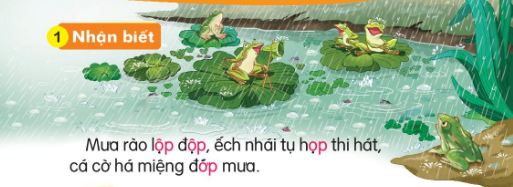 1 Nhận biết
Mưa rào lộp độp, ếch nhái tụ họp thi hát,
cá cờ há miệng đớp mưa.